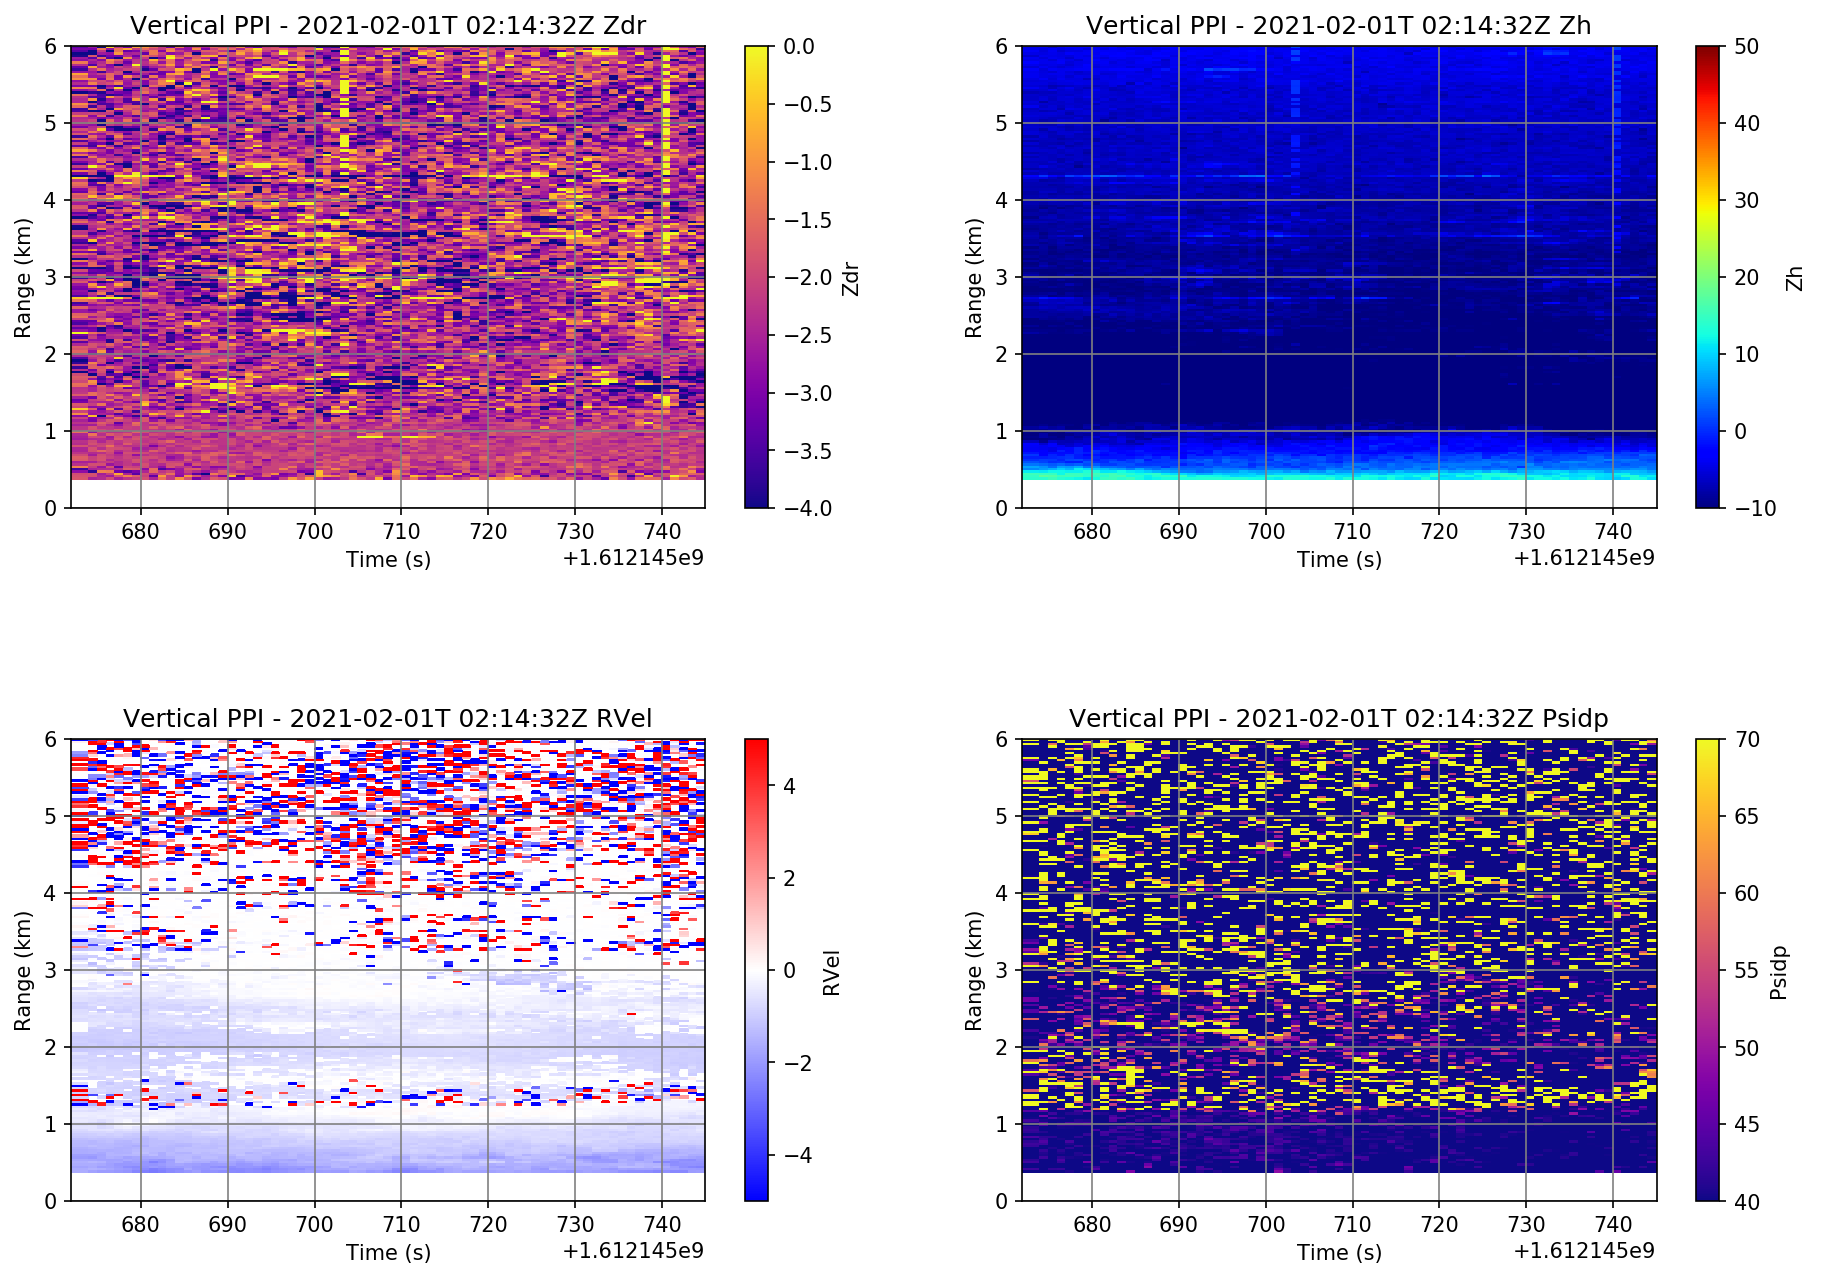 Vertical PPI - 2021-02-01T 02:14:32Z Zdr
6
5
4
3
2
1
0
Range (km)
680 690 700 710 720 730 740
Time (s)
+1.612145e9
0.0
−0.5
−1.0
−1.5
−2.0
−2.5
−3.0
−3.5
−4.0
Zdr
Vertical PPI - 2021-02-01T 02:14:32Z Zh
6
5
4
3
2
1
0
Range (km)
680 690 700 710 720 730 740
Time (s)
+1.612145e9
50
40
30
20
10
0
−10
Zh
Vertical PPI - 2021-02-01T 02:14:32Z RVel
6
5
4
3
2
1
0
Range (km)
680 690 700 710 720 730 740
Time (s)
+1.612145e9
4
2
0
−2
−4
RVel
Vertical PPI - 2021-02-01T 02:14:32Z Psidp
6
5
4
3
2
1
0
Range (km)
680 690 700 710 720 730 740
Time (s)
+1.612145e9
70
65
60
55
50
45
40
Psidp